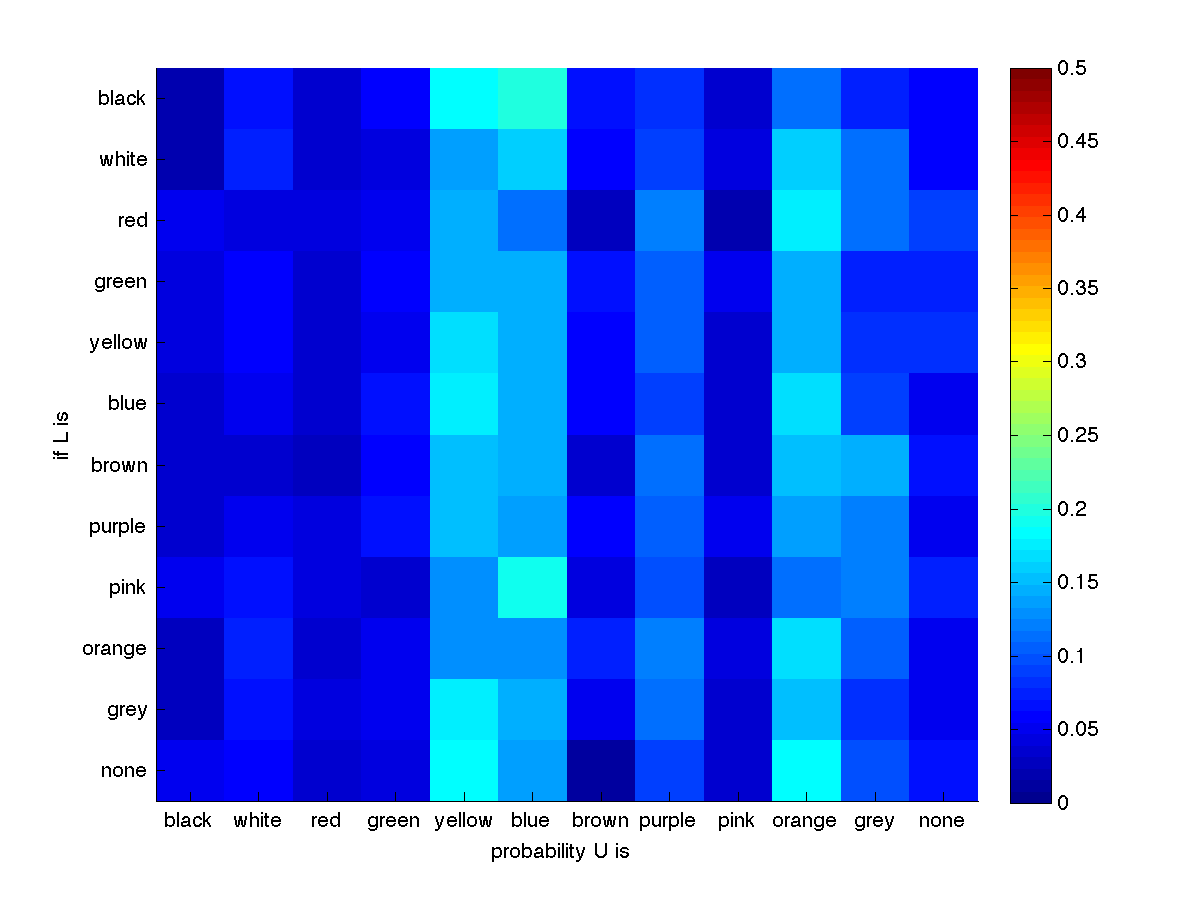 black
white
red
green
yellow
blue
brown
purple
pink
orange
grey
none
if L is
black white red green yellow blue brown purple pink orange grey none
probability U is
0.5
0.45
0.4
0.35
0.3
0.25
0.2
0.15
0.1
0.05
0